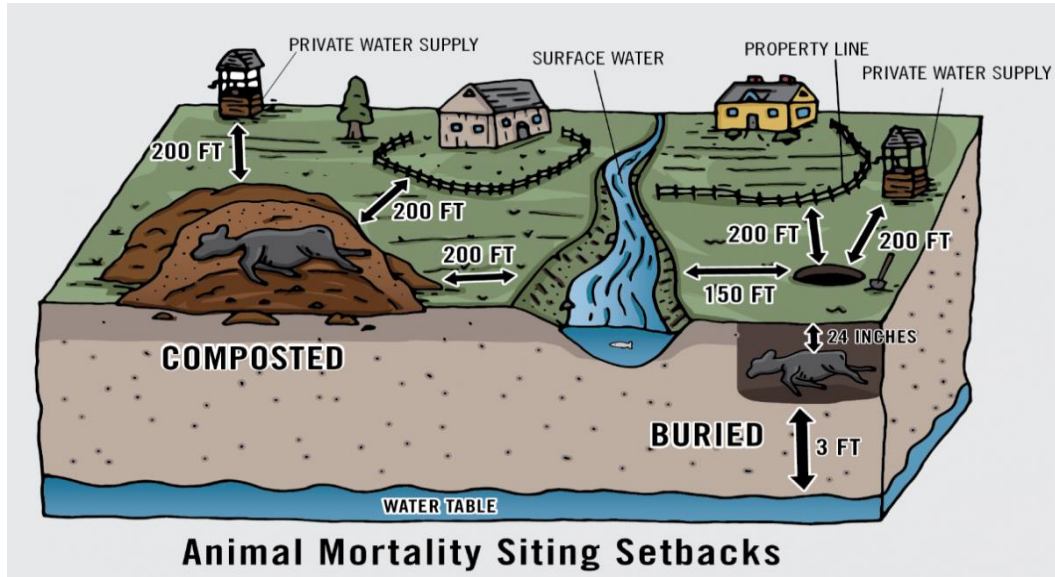 PRIVATE WATER SUPPLY
SURFACE WATER
PROPERTY LINE
PRIVATE WATER SUPPLY
200 FT
200 FT
200 FT
200 FT
200 FT
150 FT
24 INCHES
COMPOSTED
BURIED
3 FT
WATER TABLE
Animal Mortality Siting Setbacks